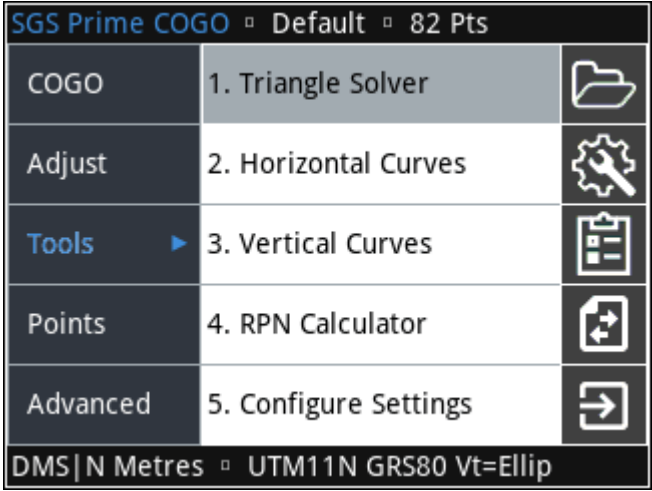 SGS Prime COGO ▫ Default ▫ 82 Pts
COGO
Adjust
Tools ►
Points
Advanced
1. Triangle Solver
2. Horizontal Curves
3. Vertical Curves
4. RPN Calculator
5. Configure Settings
DMS|N Metres ▫ UTM11N GRS80 Vt=Ellip